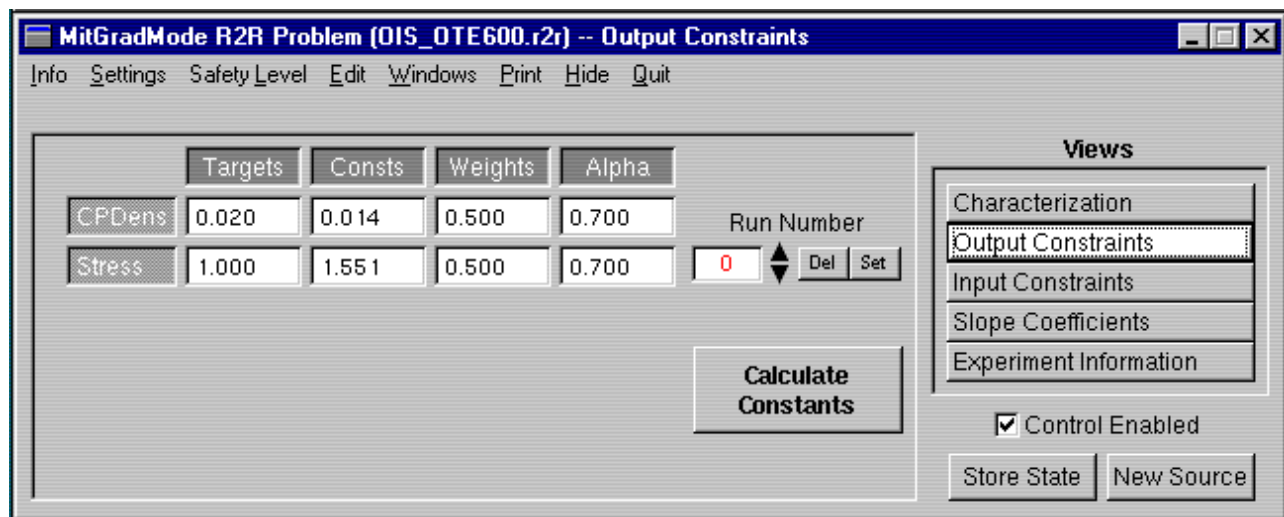 MitGradMode R2R Problem (OIS_OTE600.r2r) -- Output Constraints
Info Settings Safety Level Edit Windows Print Hide Quit
Targets Consts Weights Alpha
CPDens 0.020 0.014 0.500 0.700
Stress 1.000 1.551 0.500 0.700
Run Number
0 Del Set
Calculate
Constants
Views
Characterization
Output Constraints
Input Constraints
Slope Coefficients
Experiment Information
Control Enabled
Store State New Source